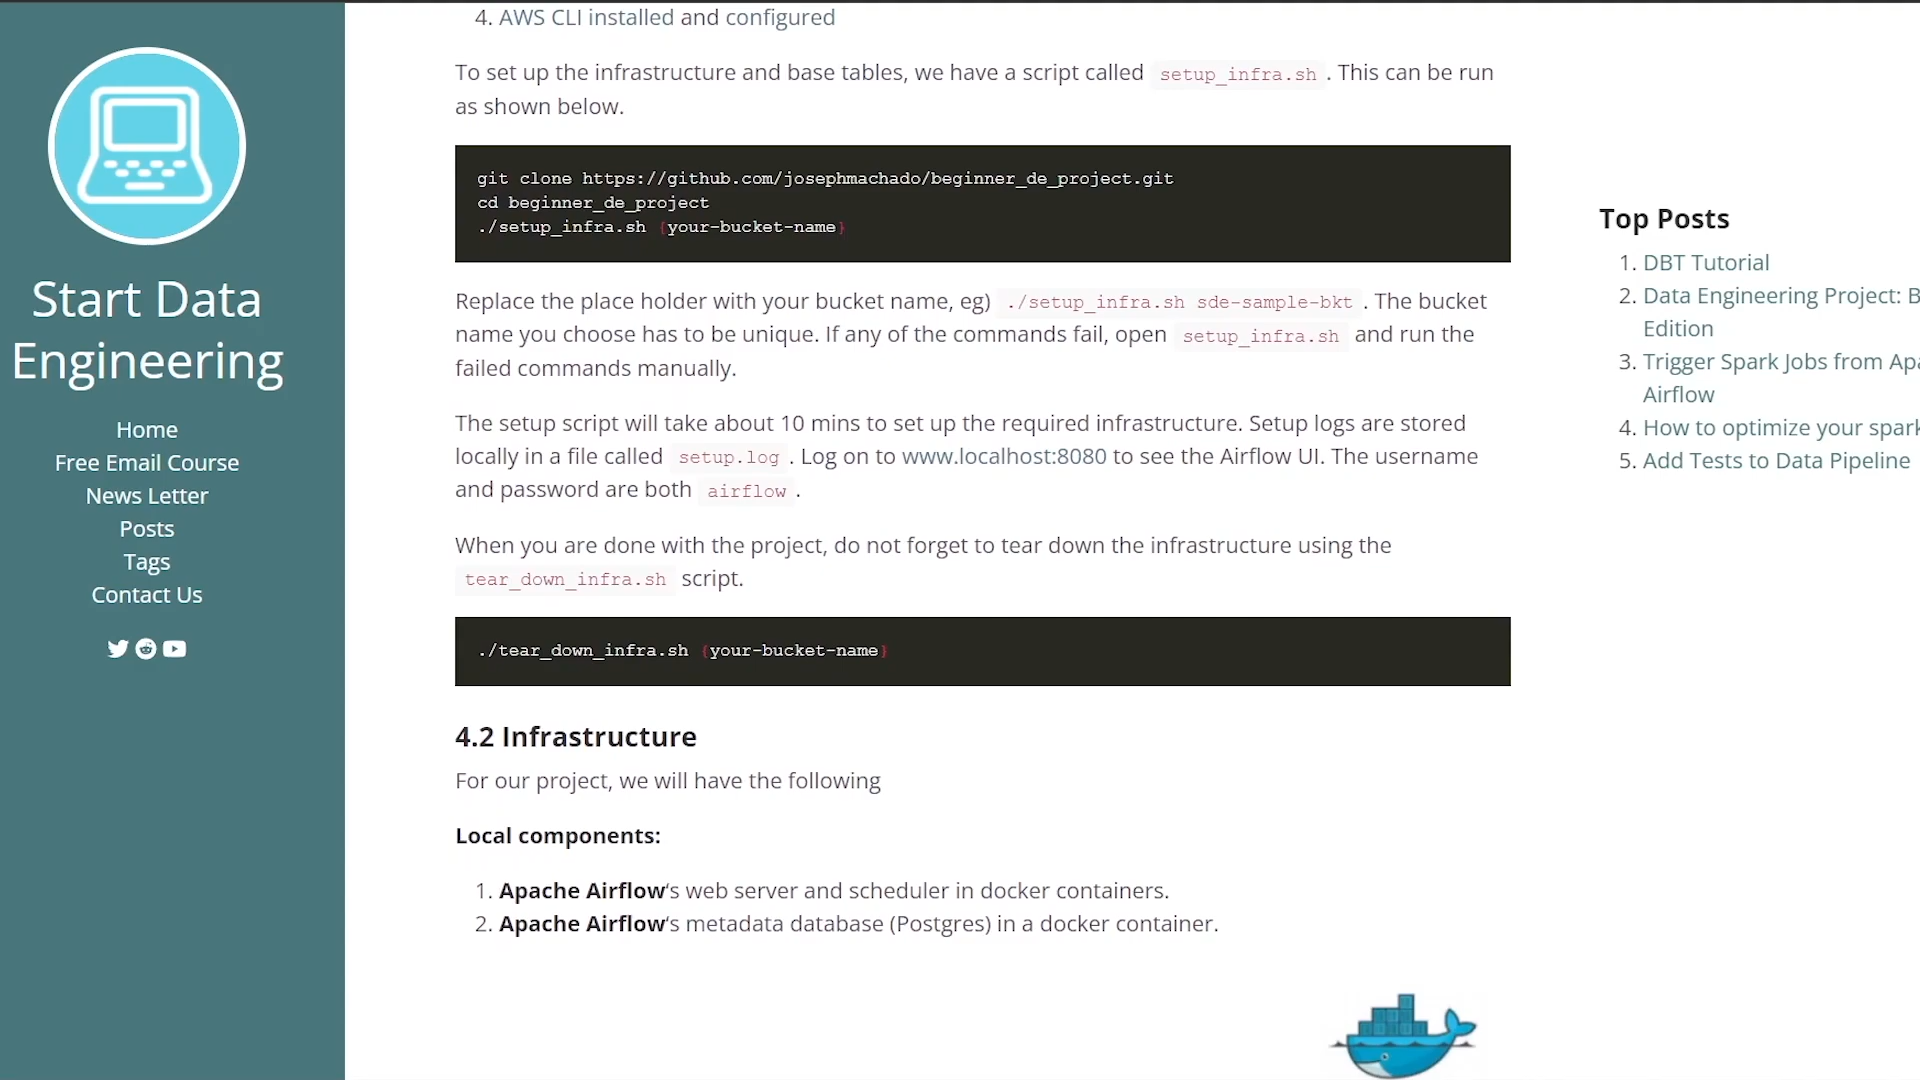 Start Data
Engineering
Home
Free Email Course
News Letter
Posts
Tags
Contact Us
4. AWS CLI installed and configured
To set up the infrastructure and base tables, we have a script called setup_infra.sh . This can be run
as shown below.
git clone https://github.com/josephmachado/beginner_de_project.git
cd beginner_de_project
./setup_infra.sh {your-bucket-name}
Replace the place holder with your bucket name, eg) ./setup_infra.sh sde-sample-bkt . The bucket
name you choose has to be unique. If any of the commands fail, open setup_infra.sh and run the
failed commands manually.
The setup script will take about 10 mins to set up the required infrastructure. Setup logs are stored
locally in a file called setup.log . Log on to www.localhost:8080 to see the Airflow UI. The username
and password are both airflow .
When you are done with the project, do not forget to tear down the infrastructure using the
tear_down_infra.sh script.
./tear_down_infra.sh {your-bucket-name}
4.2 Infrastructure
For our project, we will have the following
Local components:
1. Apache Airflow‘s web server and scheduler in docker containers.
2. Apache Airflow‘s metadata database (Postgres) in a docker container.
Top Posts
1. DBT Tutorial
2. Data Engineering Project: B
Edition
3. Trigger Spark Jobs from Apa
Airflow
4. How to optimize your spark
5. Add Tests to Data Pipeline